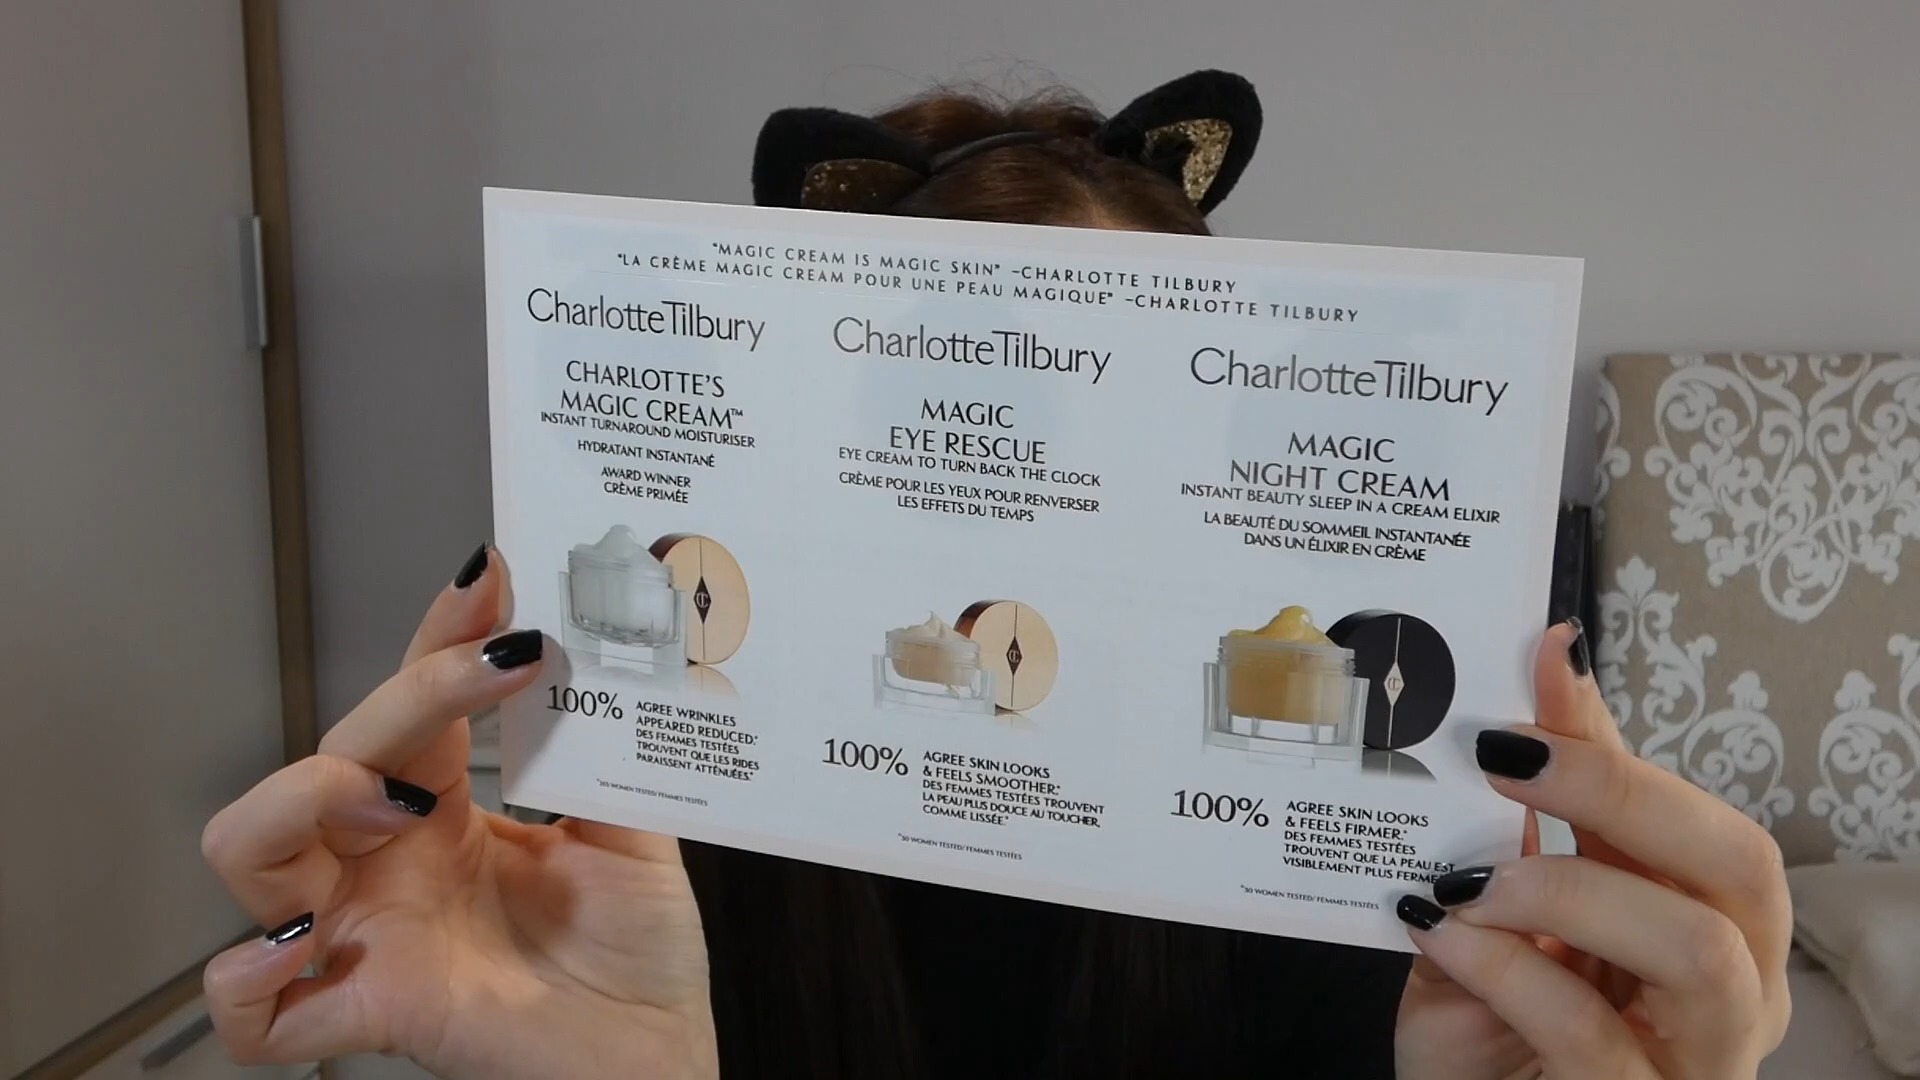 "MAGIC CREAM IS MAGIC SKIN" –CHARLOTTE TILBURY
"LA CRÈME MAGIC CREAM POUR UNE PEAU MAGIQUE" –CHARLOTTE TILBURY
CharlotteTilbury
CHARLOTTE'S
MAGIC CREAM™
INSTANT TURNAROUND MOISTURISER
HYDRATANT INSTANTANÉ
AWARD WINNER
CRÈME PRIMÉE
100%
AGREE WRINKLES
APPEARED REDUCED.*
DES FEMMES TESTÉES
TROUVENT QUE LES RIDES
PARAISSENT ATTÉNUÉES.*
WOMEN TESTED/ FEMMES TESTÉES
CharlotteTilbury
MAGIC
EYE RESCUE
EYE CREAM TO TURN BACK THE CLOCK
CRÈME POUR LES YEUX POUR RENVERSER
LES EFFETS DU TEMPS
100%
AGREE SKIN LOOKS
& FEELS SMOOTHER.*
DES FEMMES TESTÉES TROUVENT
LA PEAU PLUS DOUCE AU TOUCHER,
COMME LISSÉE.*
*30 WOMEN TESTED/ FEMMES TESTÉES
CharlotteTilbury
MAGIC
NIGHT CREAM
INSTANT BEAUTY SLEEP IN A CREAM ELIXIR
LA BEAUTÉ DU SOMMEIL INSTANTANÉE
DANS UN ÉLIXIR EN CRÈME
100%
AGREE SKIN LOOKS
& FEELS FIRMER.*
DES FEMMES TESTÉES
TROUVENT QUE LA PEAU EST
VISIBLEMENT PLUS FERME
*30 WOMEN TESTED/ FEMMES TESTÉES